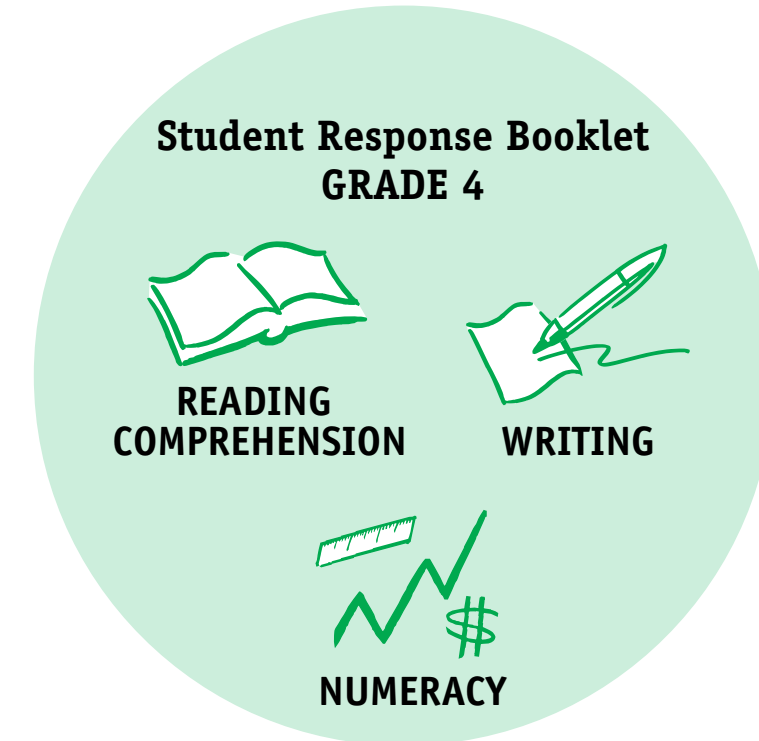 Student Response Booklet
GRADE 4
READING
COMPREHENSION
WRITING
$
NUMERACY